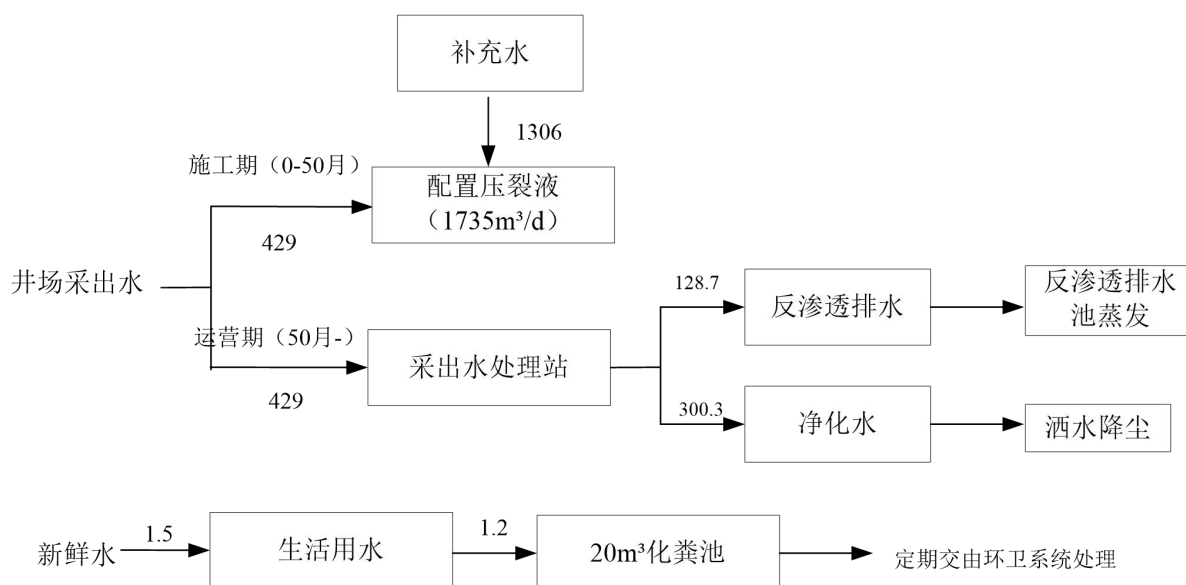 补充水
1306
施工期（0-50月）
配置压裂液
（1735m³/d）
429
井场采出水
128.7
反渗透排水
反渗透排水
池蒸发
运营期（50月-）
采出水处理站
429
300.3
净化水
洒水降尘
新鲜水
1.5
生活用水
1.2
20m³化粪池
定期交由环卫系统处理